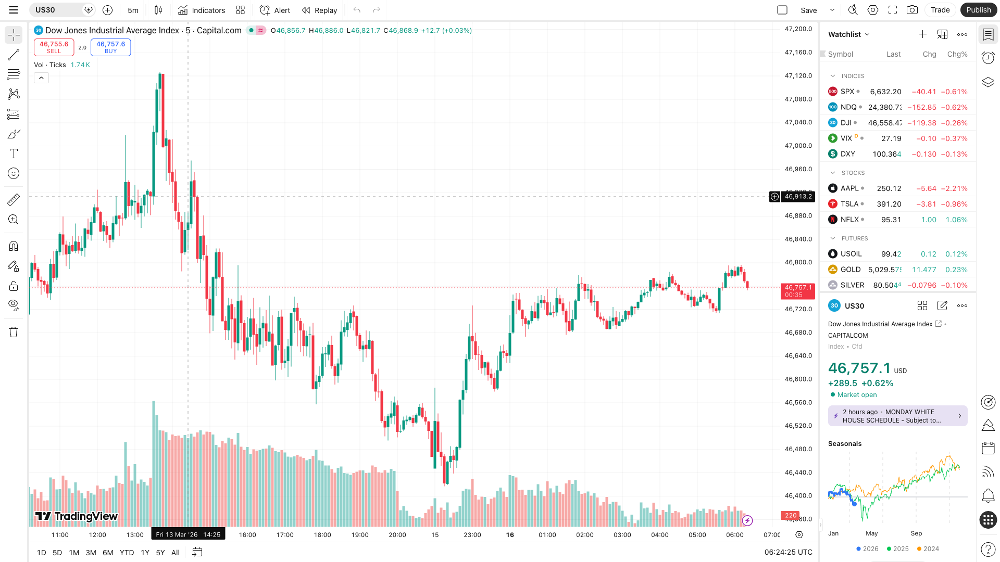 US30
5m
Indicators
Alert
Replay
Save
Trade
Publish
30 Dow Jones Industrial Average Index · 5 · Capital.com
O46,856.7 H46,886.0 L46,821.7 C46,868.9 +12.7 (+0.03%)
46,755.6
SELL
2.0
46,757.6
BUY
Vol · Ticks 1.74K
47,200.0
47,160.0
47,120.0
47,080.0
47,040.0
47,000.0
46,960.0
46,913.2
46,880.0
46,840.0
46,800.0
46,757.1
00:35
46,720.0
46,680.0
46,640.0
46,600.0
46,560.0
46,520.0
46,480.0
46,440.0
46,400.0
220
TradingView
11:00
12:00
13:00
Fri 13 Mar '26 14:25
16:00
17:00
18:00
19:00
20:00
15
23:00
16
01:00
02:00
03:00
04:00
05:00
06:00
1D
5D
1M
3M
6M
YTD
1Y
5Y
All
06:24:25 UTC
Watchlist
Symbol Last Chg Chg%
INDICES
500 SPX 6,632.20 −40.41 −0.61%
100 NDQ 24,380.73 −152.85 −0.62%
30 DJI 46,558.47 −119.38 −0.26%
VIX D 27.19 −0.10 −0.37%
$ DXY 100.364 −0.130 −0.13%
STOCKS
AAPL 250.12 −5.64 −2.21%
TSLA 391.20 −3.81 −0.96%
N NFLX 95.31 1.00 1.06%
FUTURES
USOIL 99.42 0.12 0.12%
GOLD 5,029.575 11.477 0.23%
SILVER 80.5044 −0.0796 −0.10%
30 US30
Dow Jones Industrial Average Index •
CAPITALCOM
Index • Cfd
46,757.1 USD
+289.5 +0.62%
Market open
2 hours ago • MONDAY WHITE
HOUSE SCHEDULE - Subject to...
Seasonals
Jan May Sep
2026 2025 2024